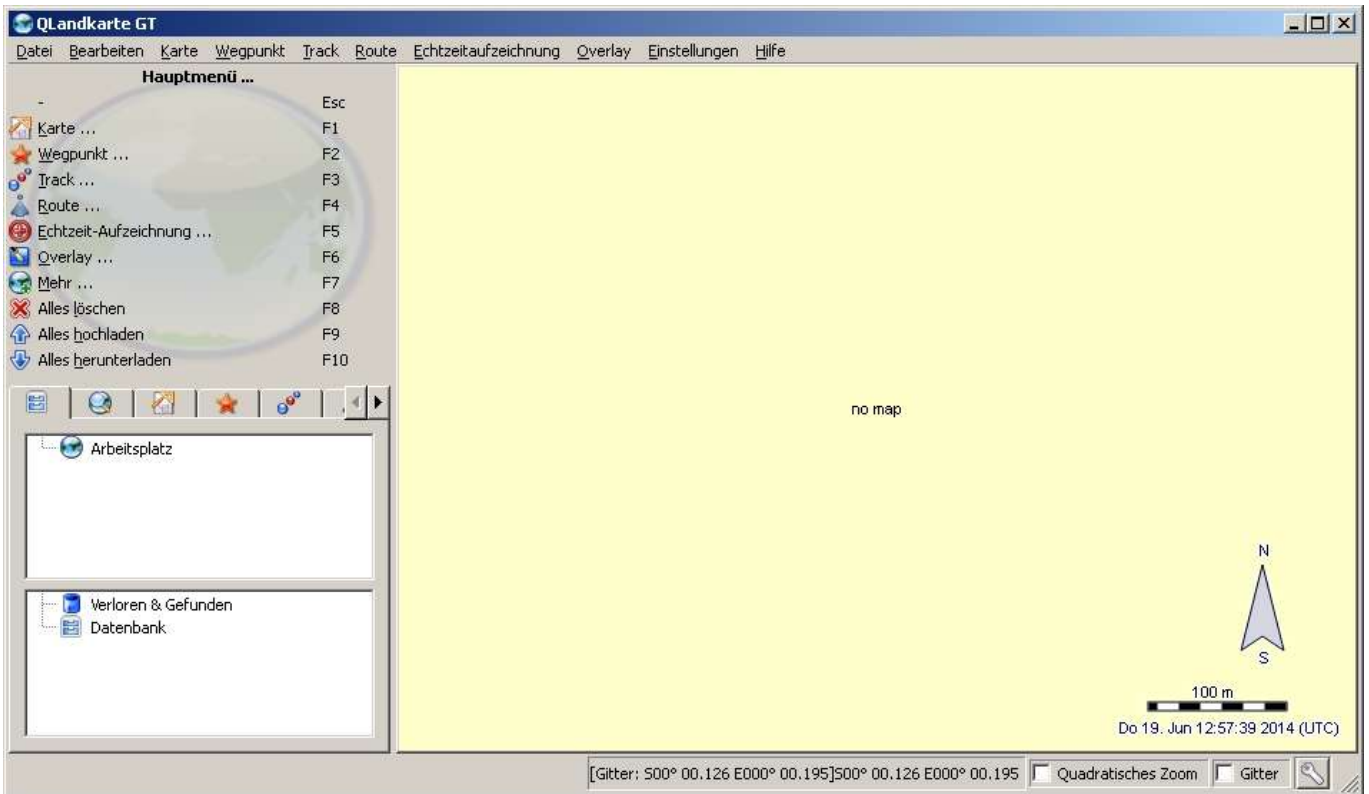 QLandkarte GT
Datei Bearbeiten Karte Wegpunkt Track Route Echtzeitaufzeichnung Overlay Einstellungen Hilfe
Hauptmenü ...
- Esc
Karte ... F1
Wegpunkt ... F2
Track ... F3
Route ... F4
Echtzeit-Aufzeichnung ... F5
Overlay ... F6
Mehr ... F7
Alles löschen F8
Alles hochladen F9
Alles herunterladen F10
Arbeitsplatz
Verloren & Gefunden
Datenbank
no map
N
S
100 m
Do 19. Jun 12:57:39 2014 (UTC)
[Gitter: S00° 00.126 E000° 00.195]S00° 00.126 E000° 00.195 Quadratisches Zoom Gitter